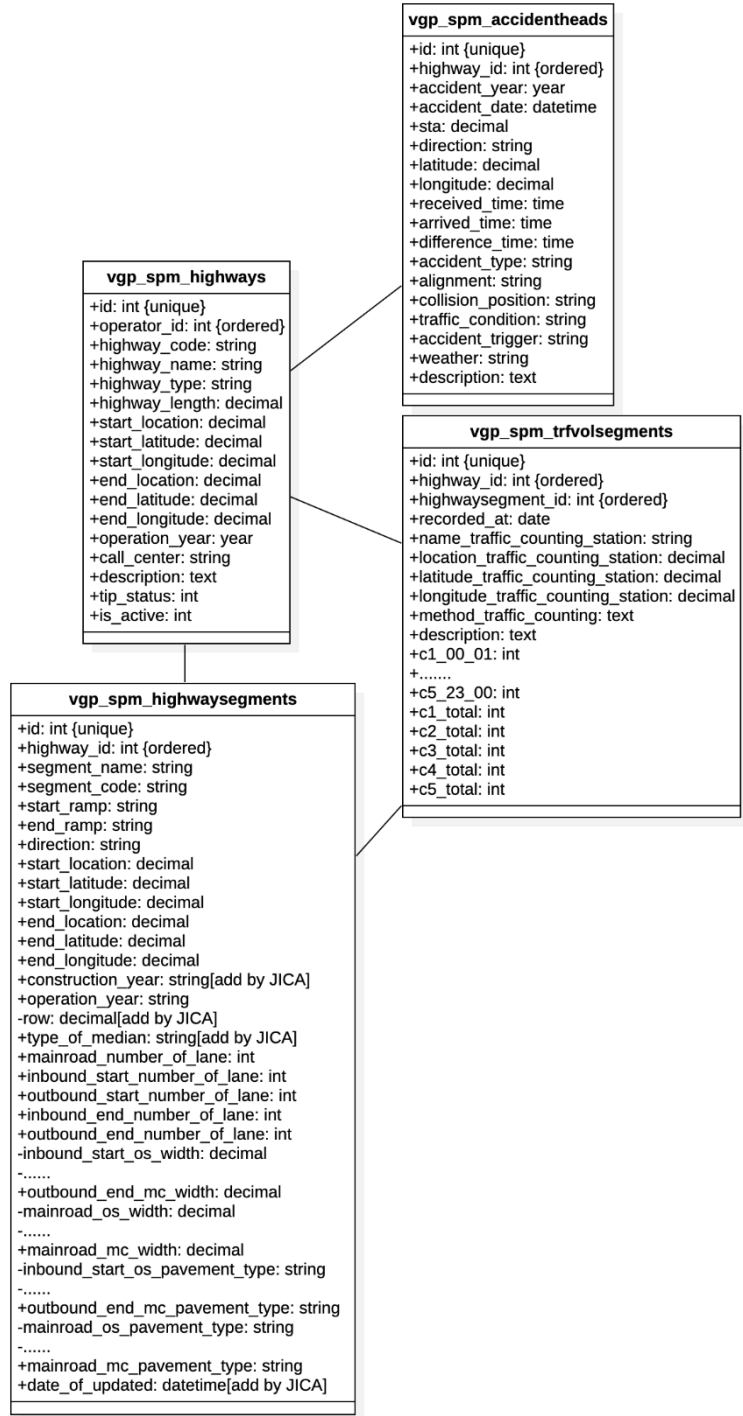 vgp_spm_accidentheads
+id: int {unique}
+highway_id: int {ordered}
+accident_year: year
+accident_date: datetime
+sta: decimal
+direction: string
+latitude: decimal
+longitude: decimal
+received_time: time
+arrived_time: time
+difference_time: time
+accident_type: string
+alignment: string
+collision_position: string
+traffic_condition: string
+accident_trigger: string
+weather: string
+description: text
vgp_spm_highways
+id: int {unique}
+operator_id: int {ordered}
+highway_code: string
+highway_name: string
+highway_type: string
+highway_length: decimal
+start_location: decimal
+start_latitude: decimal
+start_longitude: decimal
+end_location: decimal
+end_latitude: decimal
+end_longitude: decimal
+operation_year: year
+call_center: string
+description: text
+tip_status: int
+is_active: int
vgp_spm_trfvolsegments
+id: int {unique}
+highway_id: int {ordered}
+highwaysegment_id: int {ordered}
+recorded_at: date
+name_traffic_counting_station: string
+location_traffic_counting_station: decimal
+latitude_traffic_counting_station: decimal
+longitude_traffic_counting_station: decimal
+method_traffic_counting: text
+description: text
+c1_00_01: int
+.......
+c5_23_00: int
+c1_total: int
+c2_total: int
+c3_total: int
+c4_total: int
+c5_total: int
vgp_spm_highwaysegments
+id: int {unique}
+highway_id: int {ordered}
+segment_name: string
+segment_code: string
+start_ramp: string
+end_ramp: string
+direction: string
+start_location: decimal
+start_latitude: decimal
+start_longitude: decimal
+end_location: decimal
+end_latitude: decimal
+end_longitude: decimal
+construction_year: string[add by JICA]
+operation_year: string
-row: decimal[add by JICA]
+type_of_median: string[add by JICA]
+mainroad_number_of_lane: int
+inbound_start_number_of_lane: int
+outbound_start_number_of_lane: int
+inbound_end_number_of_lane: int
+outbound_end_number_of_lane: int
-inbound_start_os_width: decimal
-......
+outbound_end_mc_width: decimal
-mainroad_os_width: decimal
-......
+mainroad_mc_width: decimal
-inbound_start_os_pavement_type: string
-......
+outbound_end_mc_pavement_type: string
-mainroad_os_pavement_type: string
-......
+mainroad_mc_pavement_type: string
+date_of_updated: datetime[add by JICA]